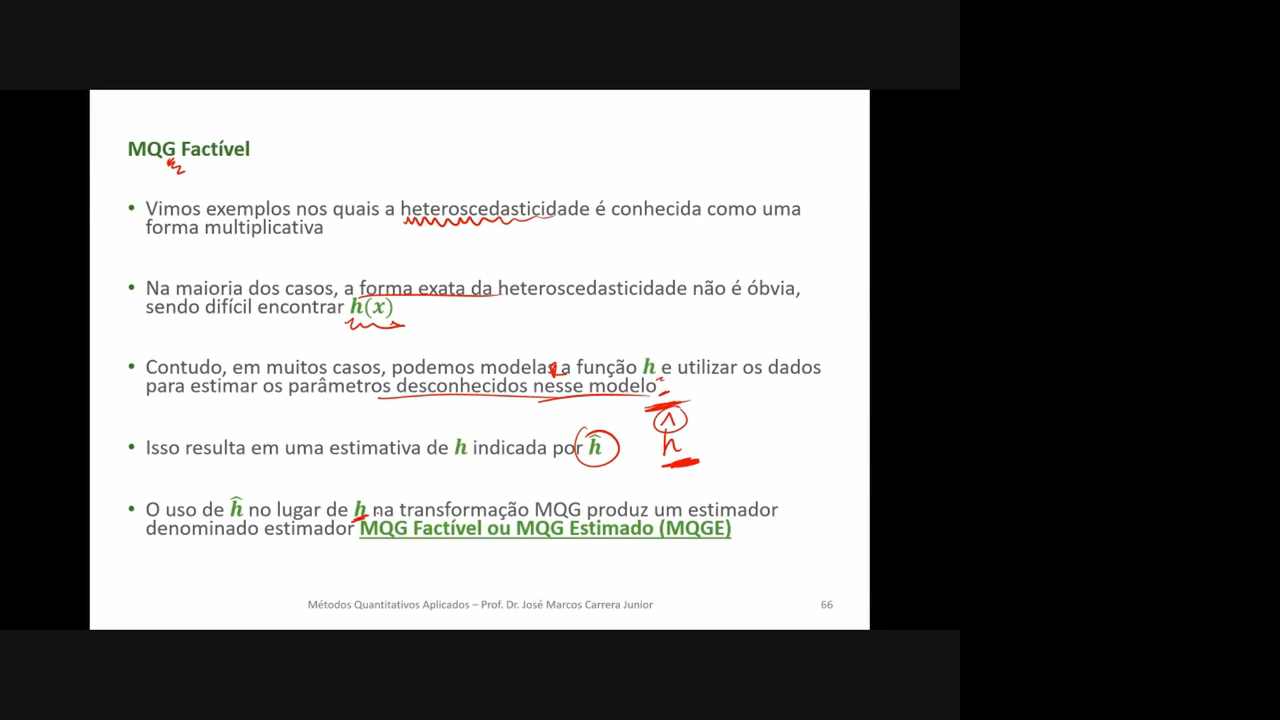 MQG Factível
• Vimos exemplos nos quais a heteroscedasticidade é conhecida como uma
forma multiplicativa
• Na maioria dos casos, a forma exata da heteroscedasticidade não é óbvia,
sendo difícil encontrar h(x)
• Contudo, em muitos casos, podemos modelar a função h e utilizar os dados
para estimar os parâmetros desconhecidos nesse modelo
ĥ
• Isso resulta em uma estimativa de h indicada por ĥ
• O uso de ĥ no lugar de h na transformação MQG produz um estimador
denominado estimador MQG Factível ou MQG Estimado (MQGE)
Métodos Quantitativos Aplicados – Prof. Dr. José Marcos Carrera Junior 66